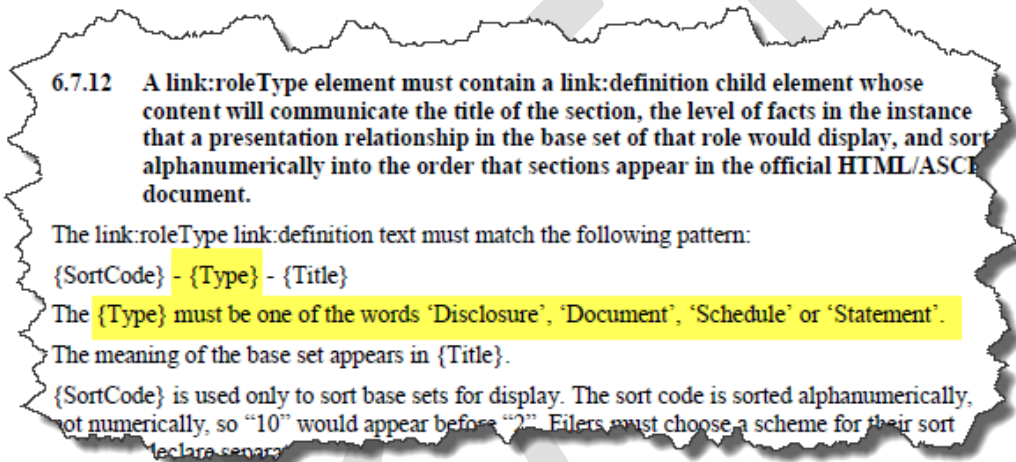 6.7.12 A link:roleType element must contain a link:definition child element whose
content will communicate the title of the section, the level of facts in the instance
that a presentation relationship in the base set of that role would display, and sort
alphanumerically into the order that sections appear in the official HTML/ASCI
document.
The link:roleType link:definition text must match the following pattern:
{SortCode} - {Type} - {Title}
The {Type} must be one of the words ‘Disclosure’, ‘Document’, ‘Schedule’ or ‘Statement’.
The meaning of the base set appears in {Title}.
{SortCode} is used only to sort base sets for display. The sort code is sorted alphanumerically,
not numerically, so “10” would appear before “2”. Filers must choose a scheme for their sort
declare